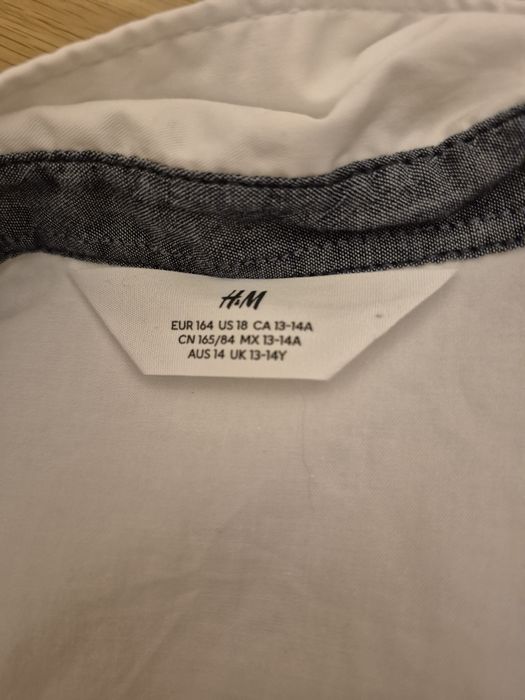 H&M
EUR 164 US 18 CA 13-14A
CN 165/84 MX 13-14A
AUS 14 UK 13-14Y